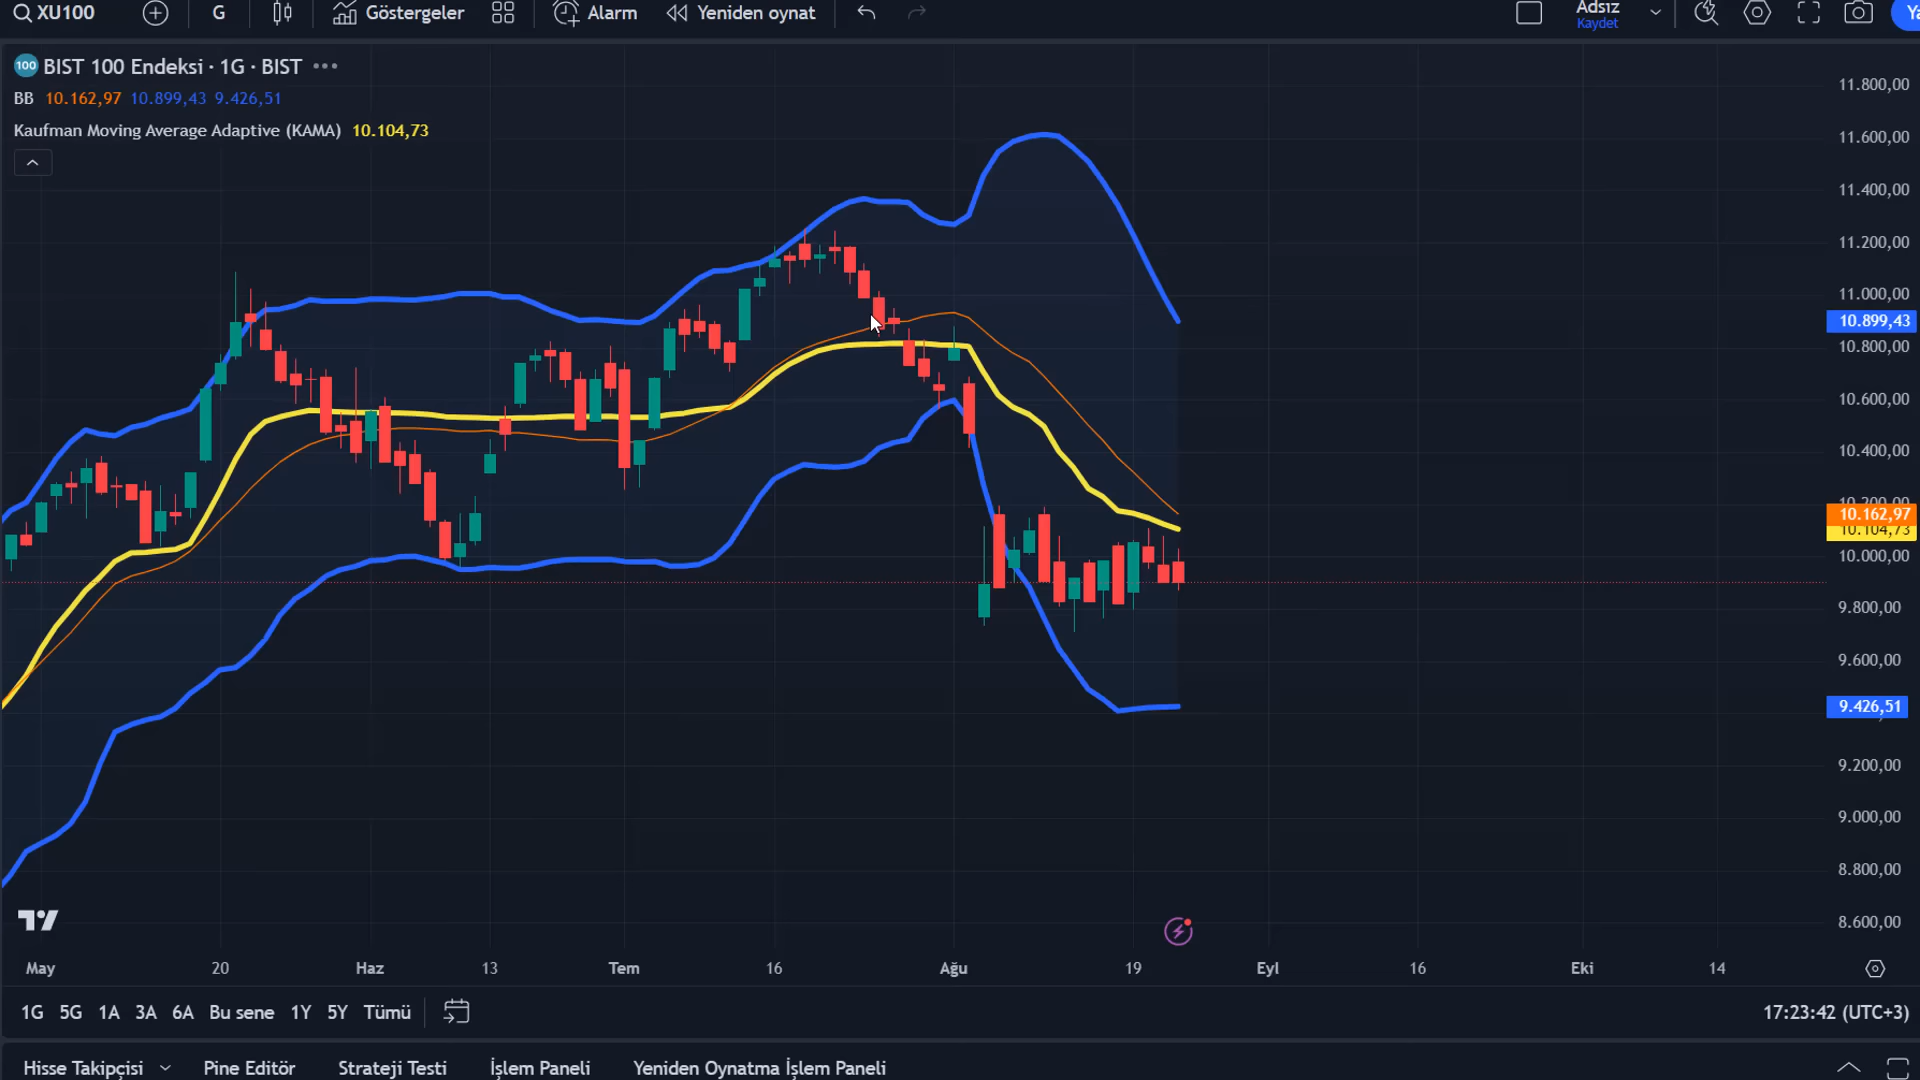 XU100 G Göstergeler Alarm Yeniden oynat Adsız
Kaydet
100 BIST 100 Endeksi · 1G · BIST
BB 10.162,97 10.899,43 9.426,51
Kaufman Moving Average Adaptive (KAMA) 10.104,73
11.800,00
11.600,00
11.400,00
11.200,00
11.000,00
10.899,43
10.800,00
10.600,00
10.400,00
10.200,00
10.162,97
10.104,73
10.000,00
9.800,00
9.600,00
9.426,51
9.200,00
9.000,00
8.800,00
8.600,00
May 20 Haz 13 Tem 16 Ağu 19 Eyl 16 Eki 14
1G 5G 1A 3A 6A Bu sene 1Y 5Y Tümü 17:23:42 (UTC+3)
Hisse Takipçisi Pine Editör Strateji Testi İşlem Paneli Yeniden Oynatma İşlem Paneli